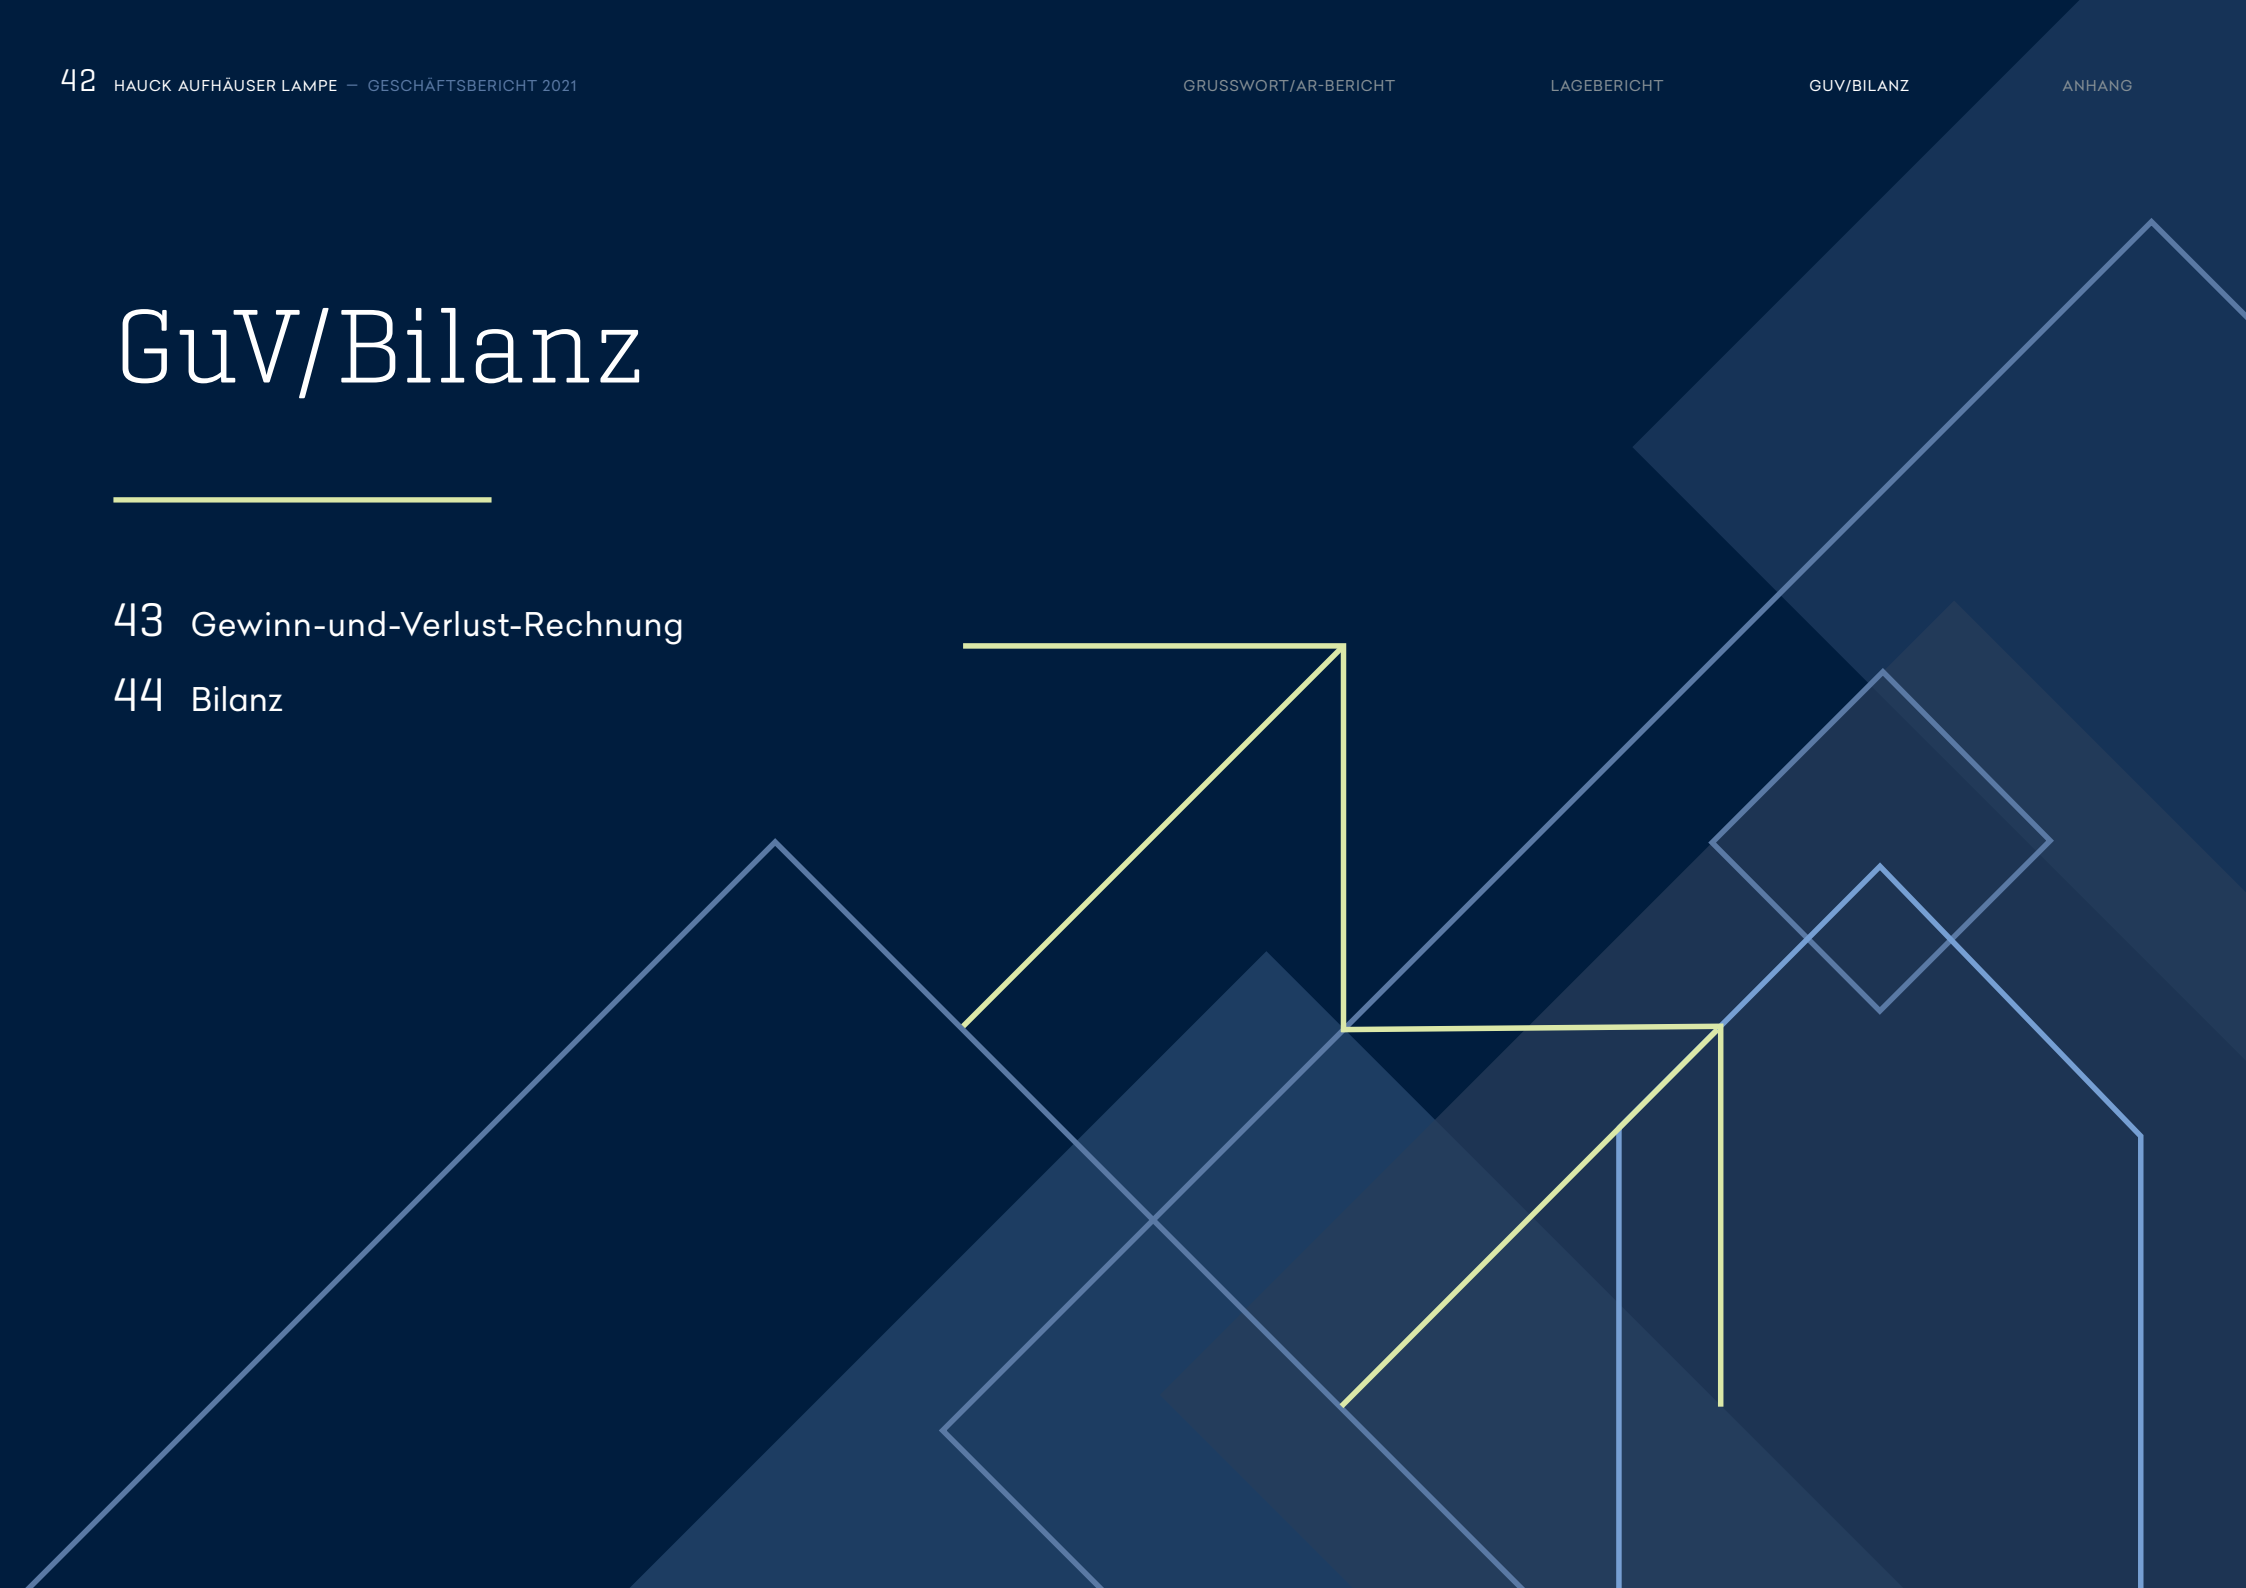 42 HAUCK AUFHÄUSER LAMPE — GESCHÄFTSBERICHT 2021 GRUSSWORT/AR-BERICHT LAGEBERICHT GUV/BILANZ ANHANG
GuV/Bilanz
43 Gewinn-und-Verlust-Rechnung
44 Bilanz